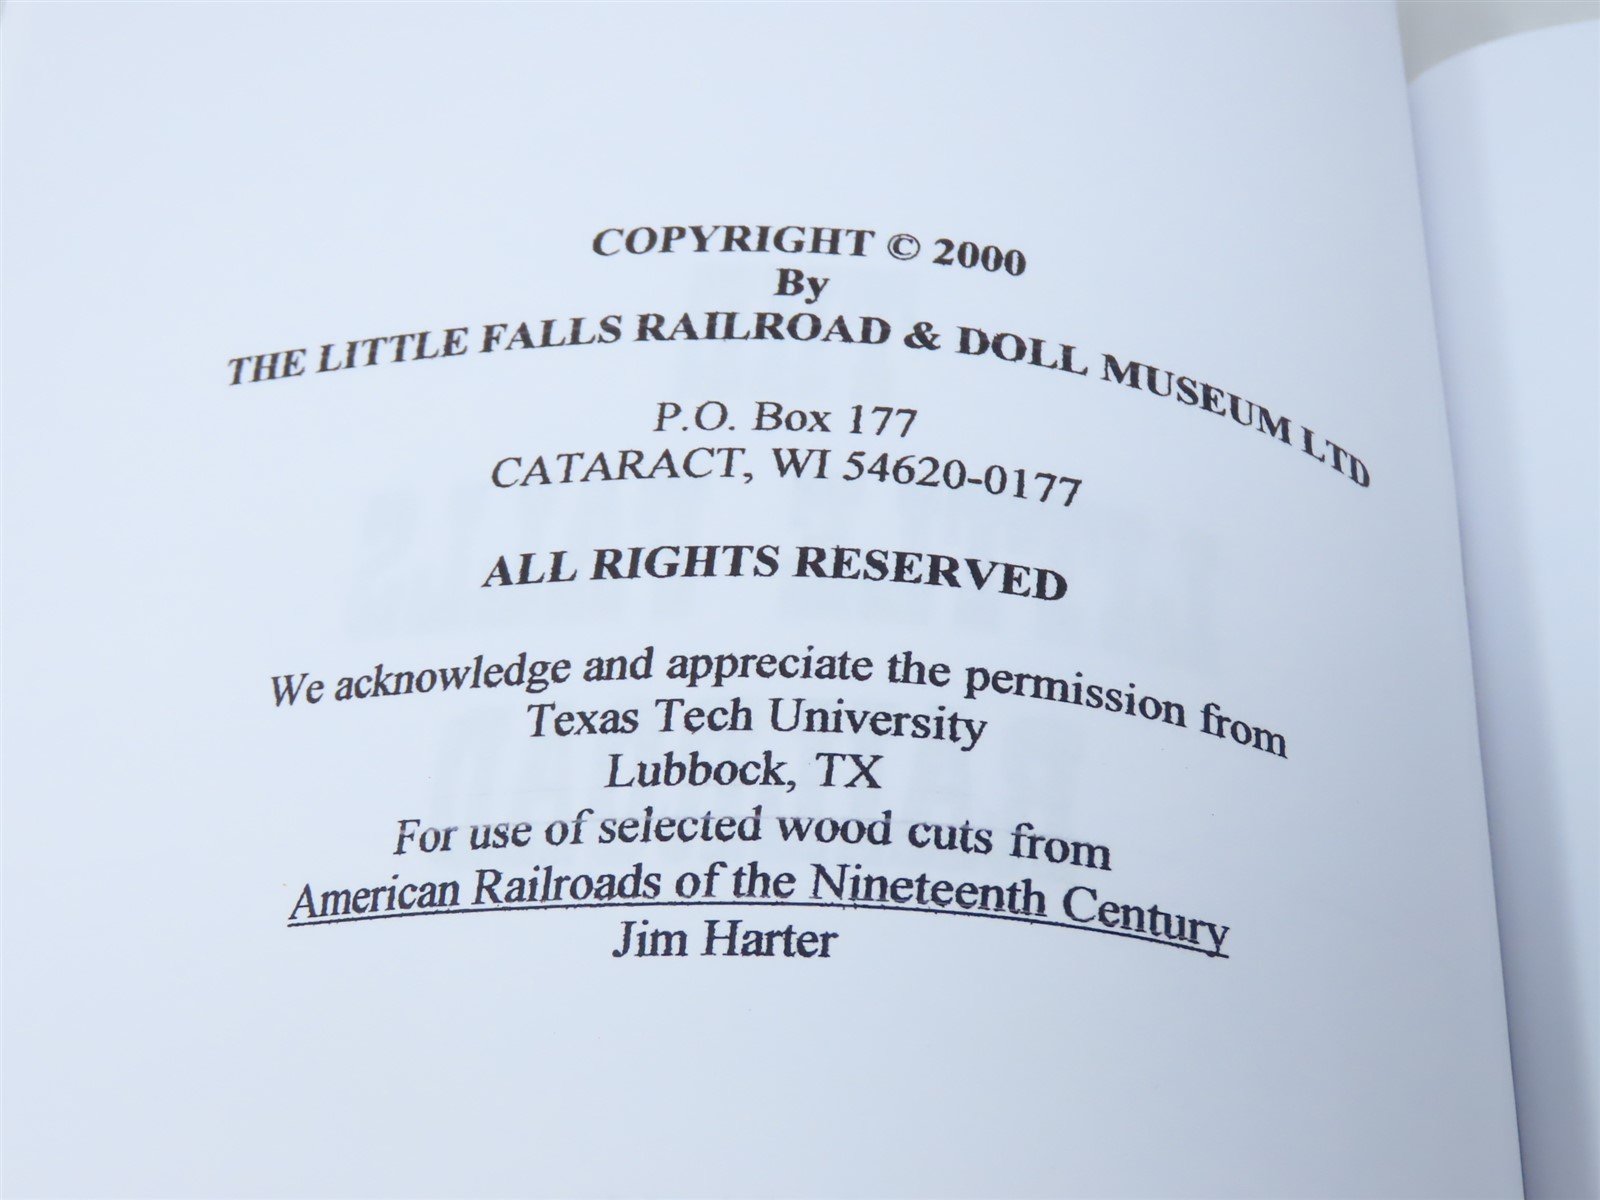 COPYRIGHT © 2000
By
THE LITTLE FALLS RAILROAD & DOLL MUSEUM LTD
P.O. Box 177
CATARACT, WI 54620-0177
ALL RIGHTS RESERVED
We acknowledge and appreciate the permission from
Texas Tech University
Lubbock, TX
For use of selected wood cuts from
American Railroads of the Nineteenth Century
Jim Harter